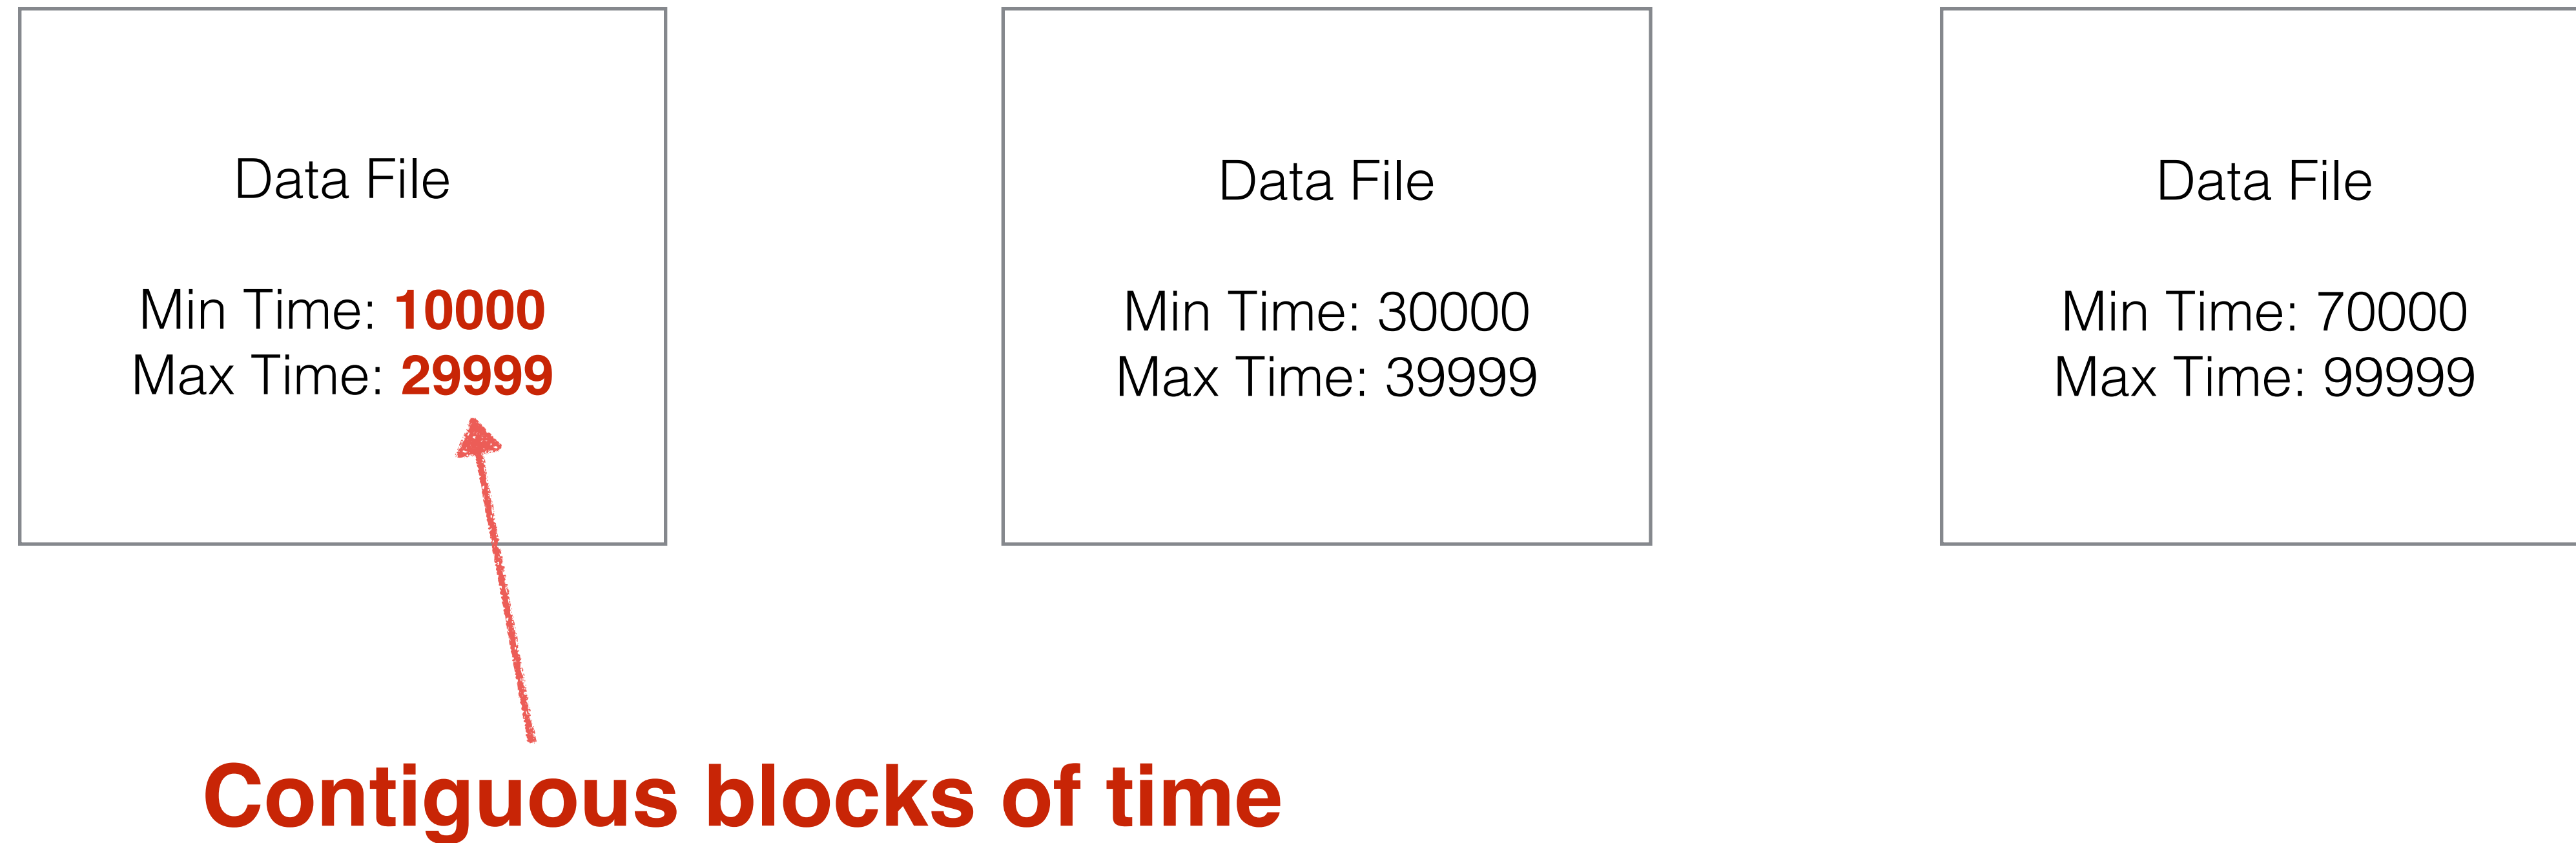 Data File
Min Time: 10000
Max Time: 29999
Data File
Min Time: 30000
Max Time: 39999
Data File
Min Time: 70000
Max Time: 99999
Contiguous blocks of time